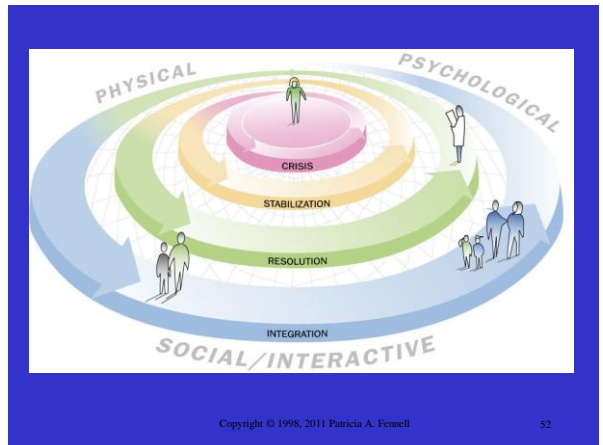 PHYSICAL
PSYCHOLOGICAL
CRISIS
STABILIZATION
RESOLUTION
INTEGRATION
SOCIAL/INTERACTIVE
Copyright © 1998, 2011 Patricia A. Fennell
52